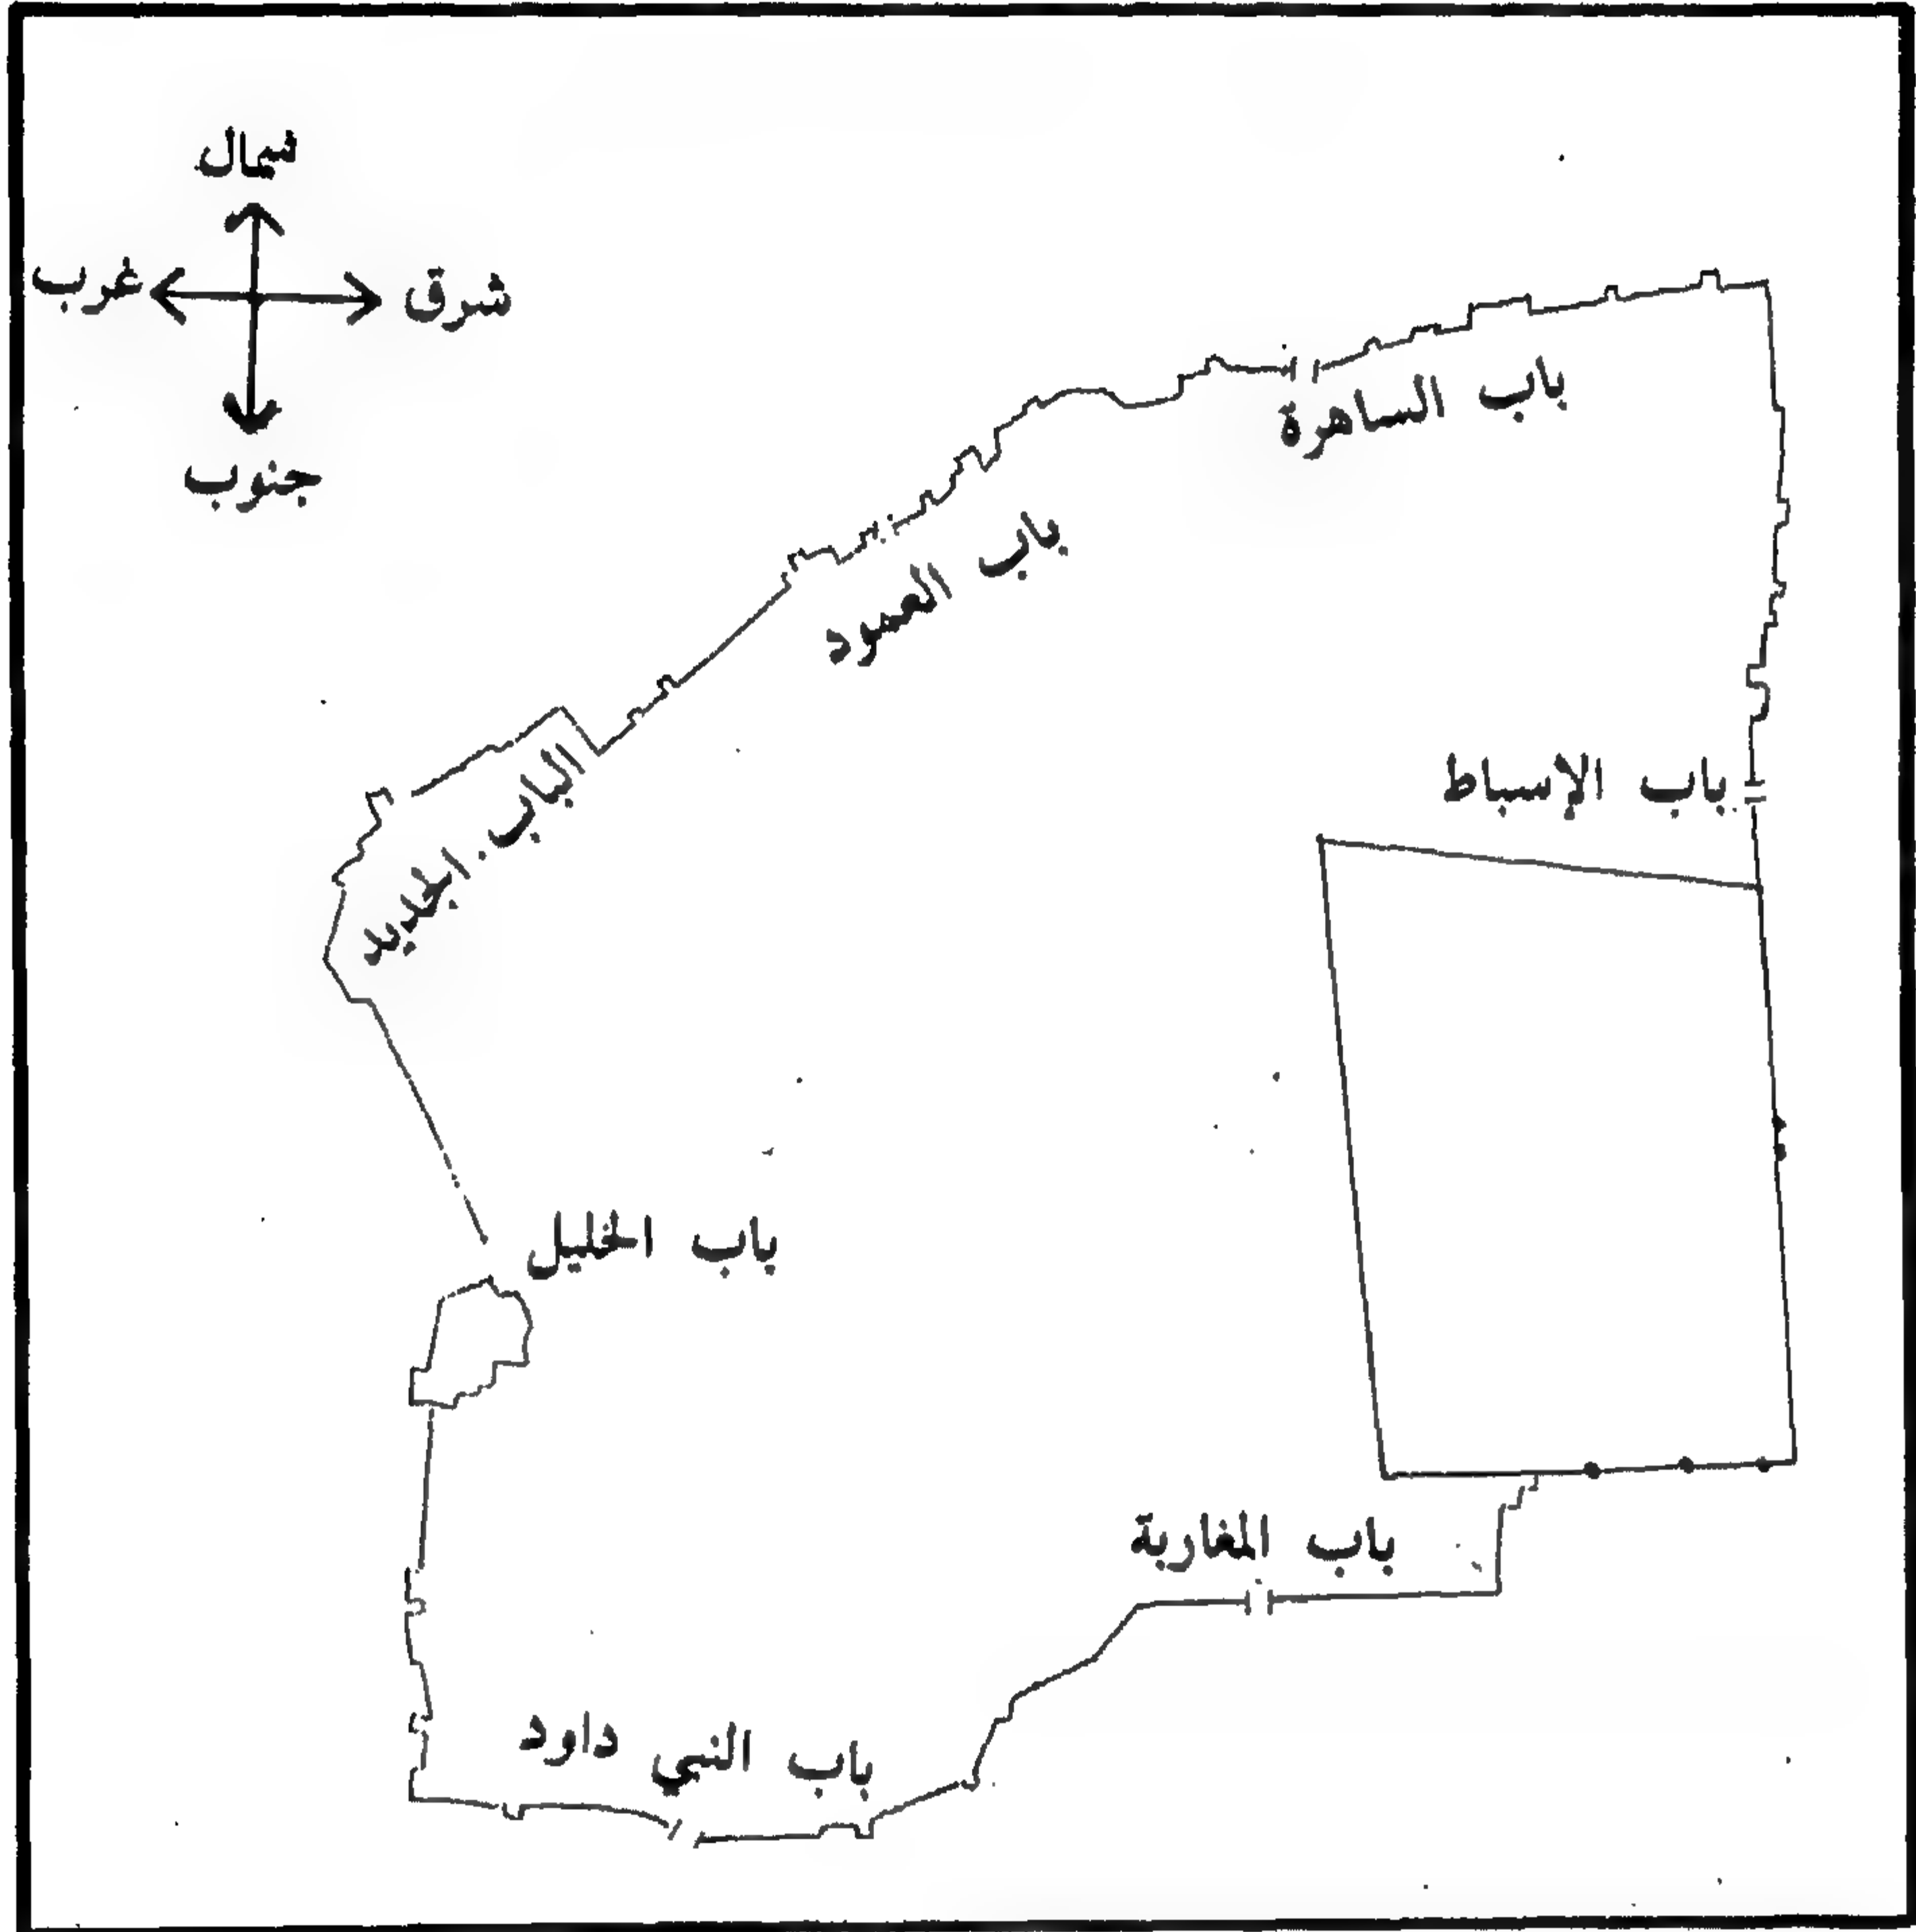 شمال
غرب
شرق
جنوب
باب الساهرة
باب العمود
باب الإسباط
الباب الجديد
باب الخليل
باب المغاربة
باب النبي داود